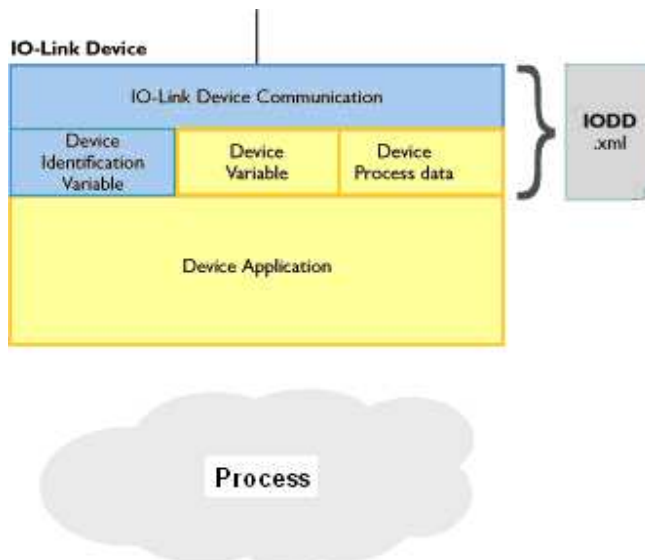 IO-Link Device
IO-Link Device Communication
IODD
.xml
Device
Identification
Variable
Device
Variable
Device
Process data
Device Application
Process